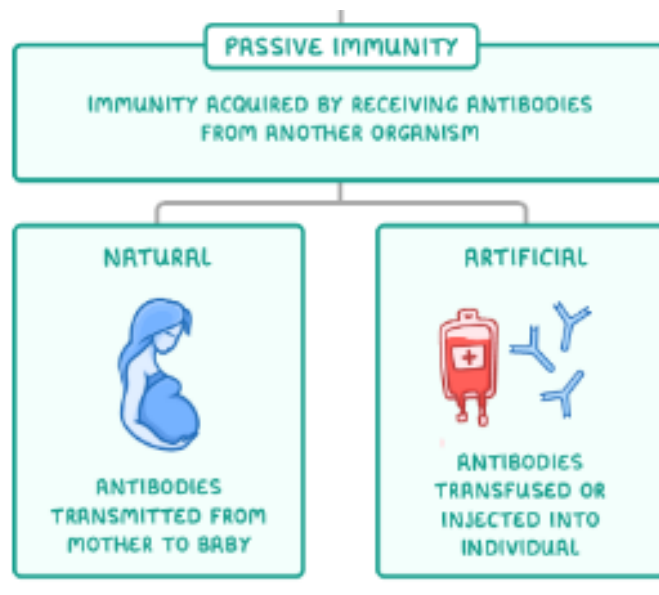 PASSIVE IMMUNITY
IMMUNITY ACQUIRED BY RECEIVING ANTIBODIES
FROM ANOTHER ORGANISM
NATURAL
ANTIBODIES
TRANSMITTED FROM
MOTHER TO BABY
ARTIFICIAL
ANTIBODIES
TRANSFUSED OR
INJECTED INTO
INDIVIDUAL